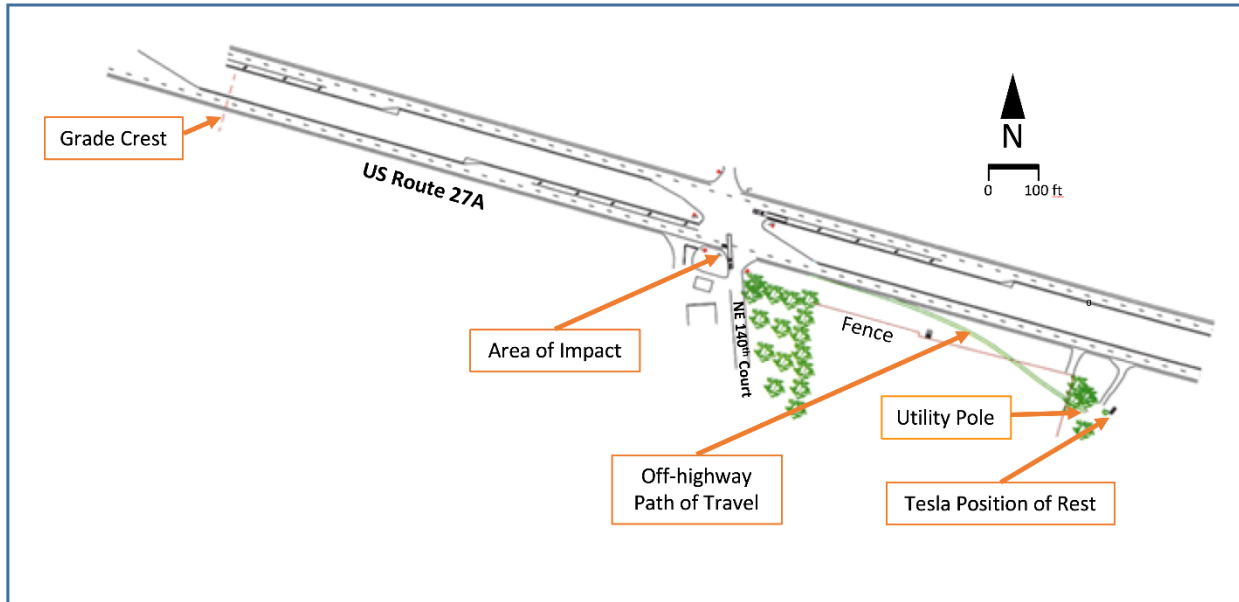 N
0 100 ft
Grade Crest
US Route 27A
Area of Impact
NE 140th Court
Fence
Utility Pole
Off-highway
Path of Travel
Tesla Position of Rest